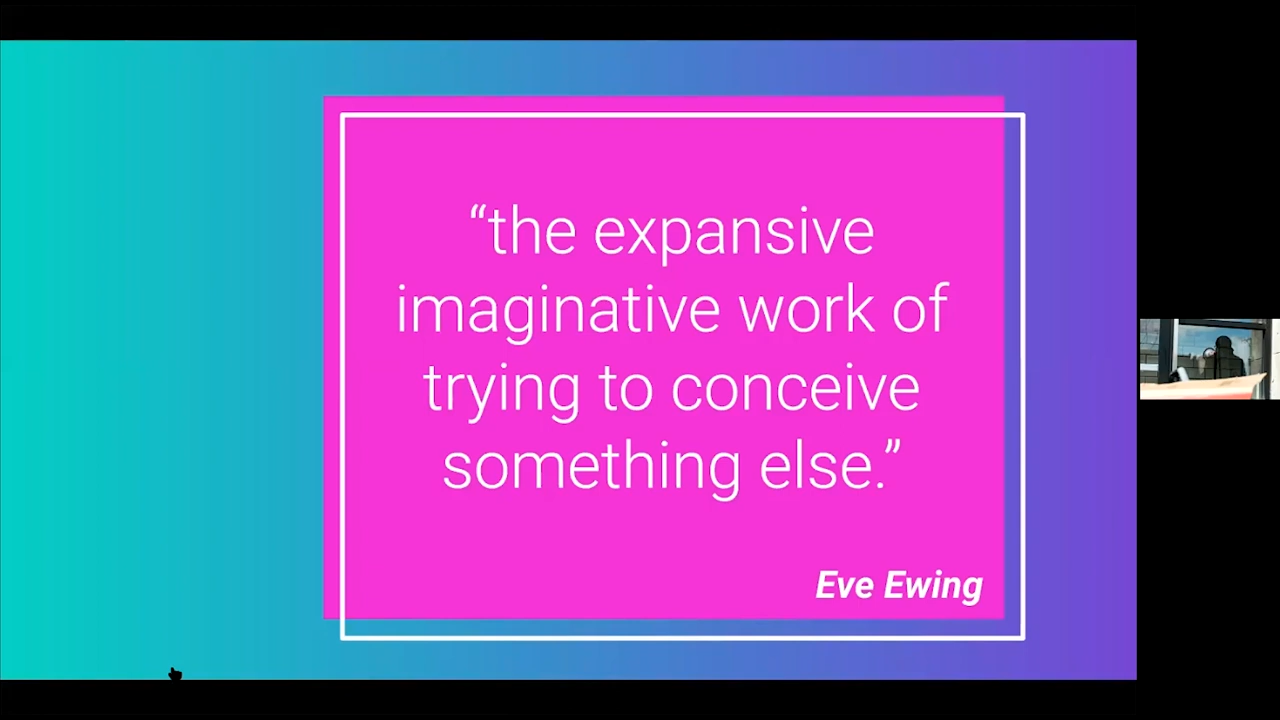 “the expansive
imaginative work of
trying to conceive
something else.”
Eve Ewing